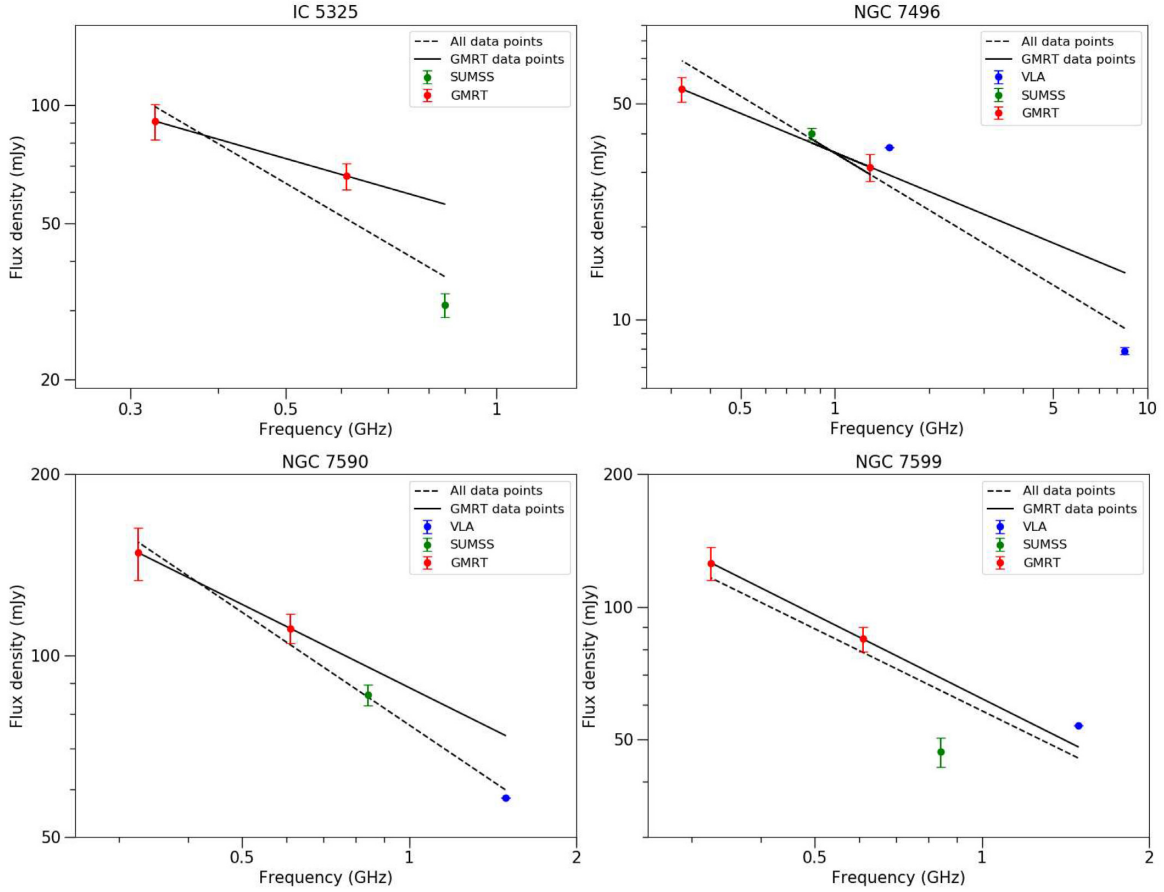 IC 5325
All data points
GMRT data points
SUMSS
GMRT
100
50
20
Flux density (mJy)
0.3
0.5
1
Frequency (GHz)
NGC 7496
All data points
GMRT data points
VLA
SUMSS
GMRT
50
10
Flux density (mJy)
0.5
1
5
10
Frequency (GHz)
NGC 7590
All data points
GMRT data points
VLA
SUMSS
GMRT
200
100
50
Flux density (mJy)
0.5
1
2
Frequency (GHz)
NGC 7599
All data points
GMRT data points
VLA
SUMSS
GMRT
200
100
50
Flux density (mJy)
0.5
1
2
Frequency (GHz)